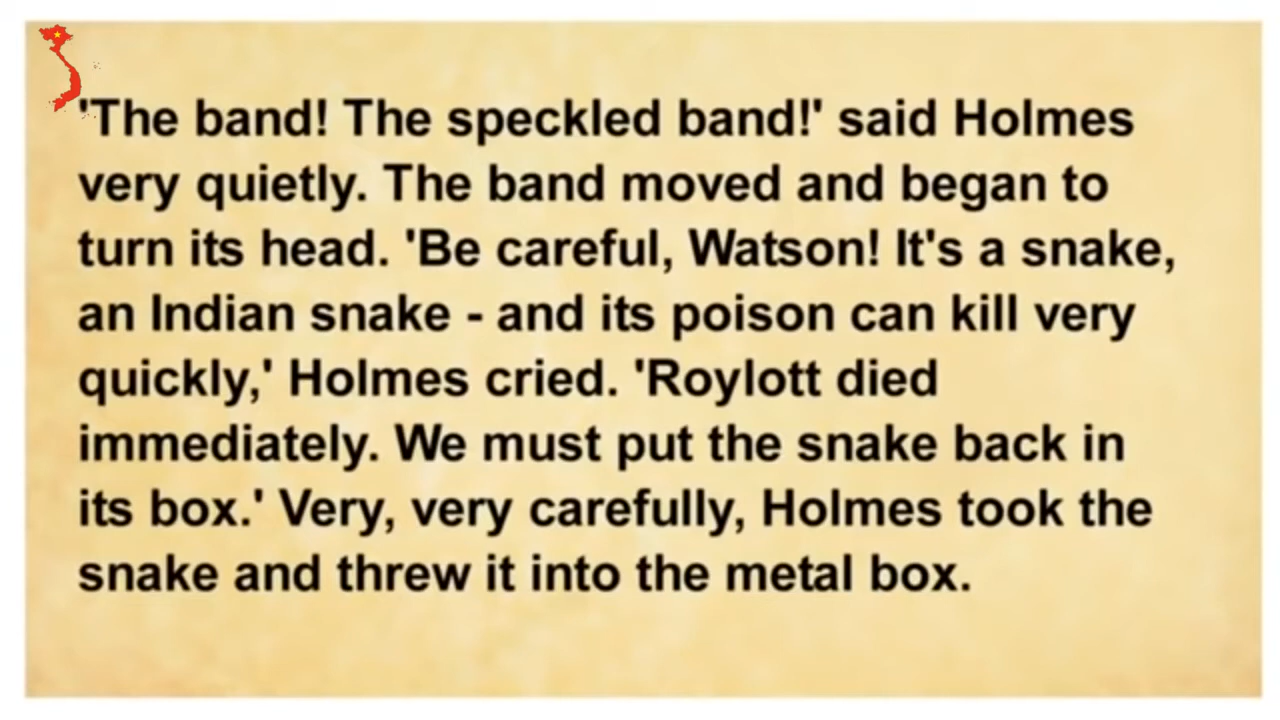 'The band! The speckled band!' said Holmes
very quietly. The band moved and began to
turn its head. 'Be careful, Watson! It's a snake,
an Indian snake - and its poison can kill very
quickly,' Holmes cried. 'Roylott died
immediately. We must put the snake back in
its box.' Very, very carefully, Holmes took the
snake and threw it into the metal box.